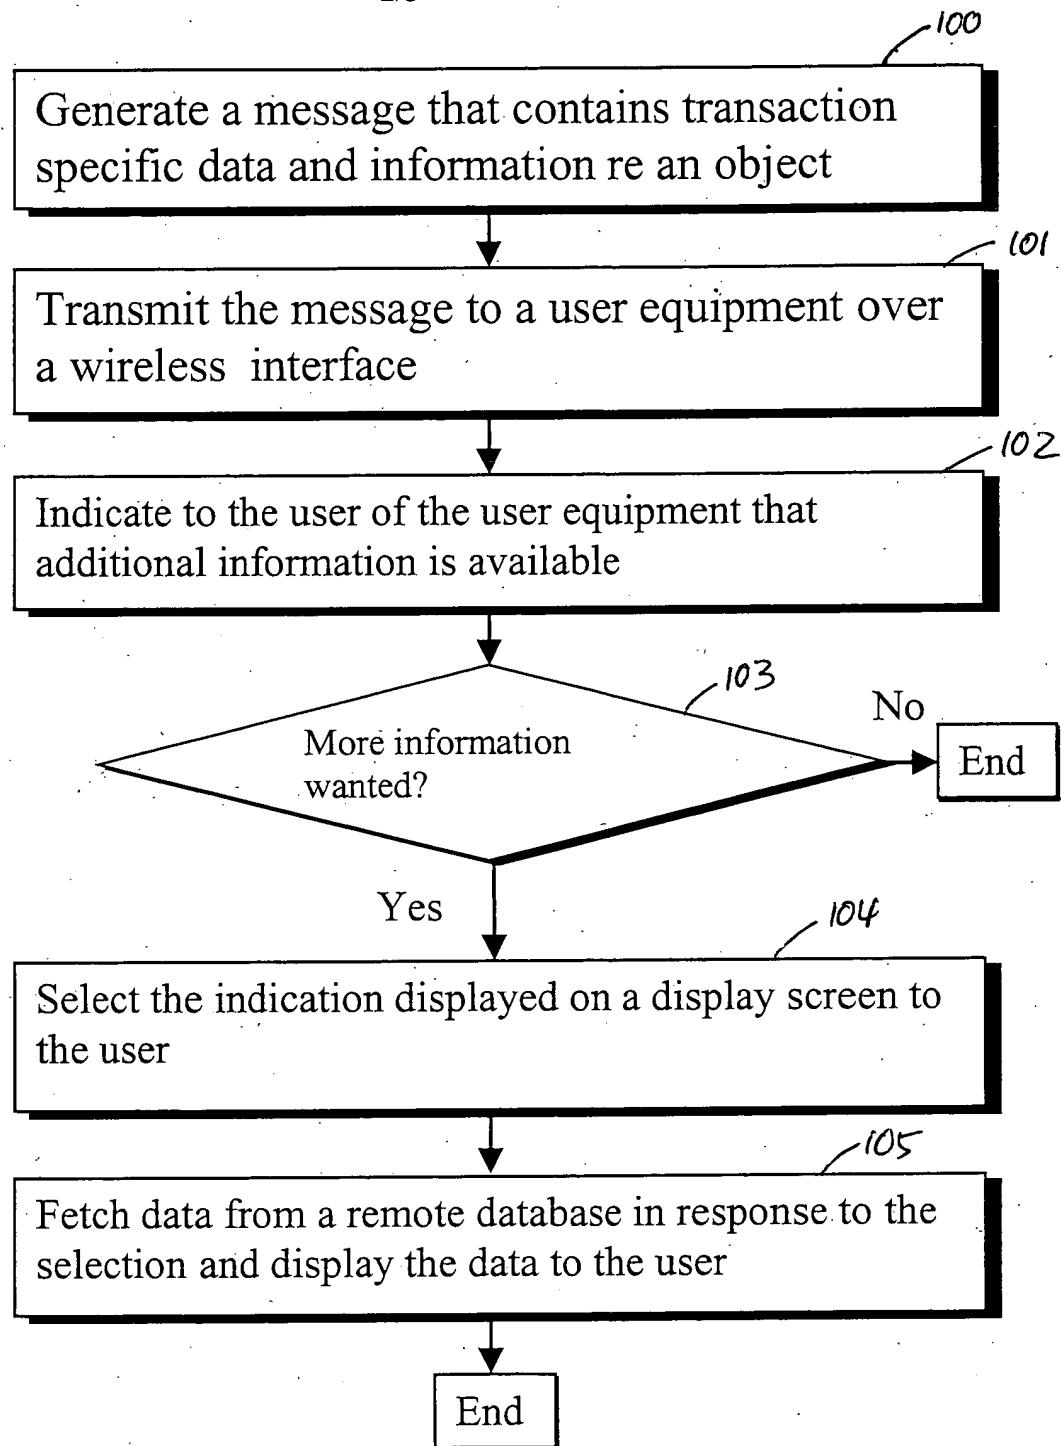 100
Generate a message that contains transaction
specific data and information re an object
101
Transmit the message to a user equipment over
a wireless interface
102
Indicate to the user of the user equipment that
additional information is available
103
More information
wanted?
No
End
Yes
104
Select the indication displayed on a display screen to
the user
105
Fetch data from a remote database in response to the
selection and display the data to the user
End